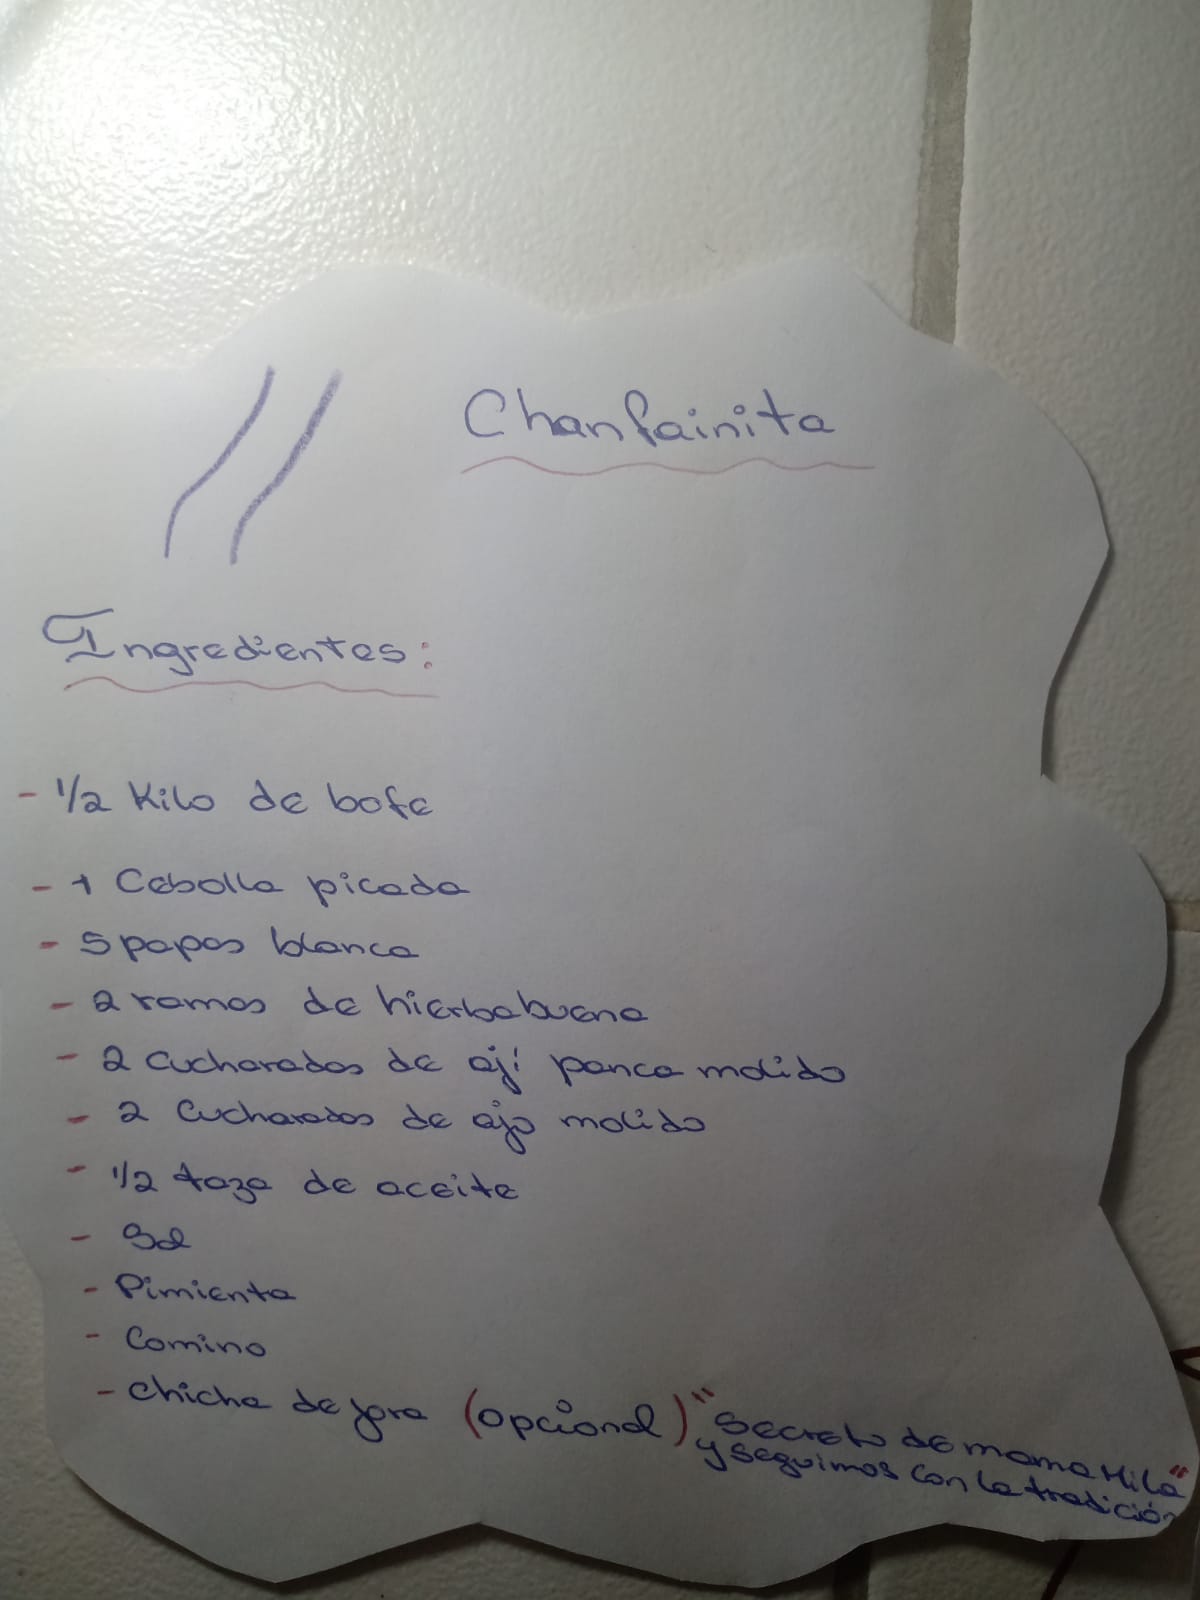 Chanfainita
Ingredientes:
- 1/2 Kilo de bofe
- 1 Cebolla picada
- 5 papas blanca
- 2 ramas de hierbabuena
- 2 cucharadas de ají panca molido
- 2 Cucharadas de ajo molido
- 1/2 taza de aceite
- Sal
- Pimienta
- Comino
- chicha de jora (opcional) "secreto de mama Hila"
y seguimos con la tradición